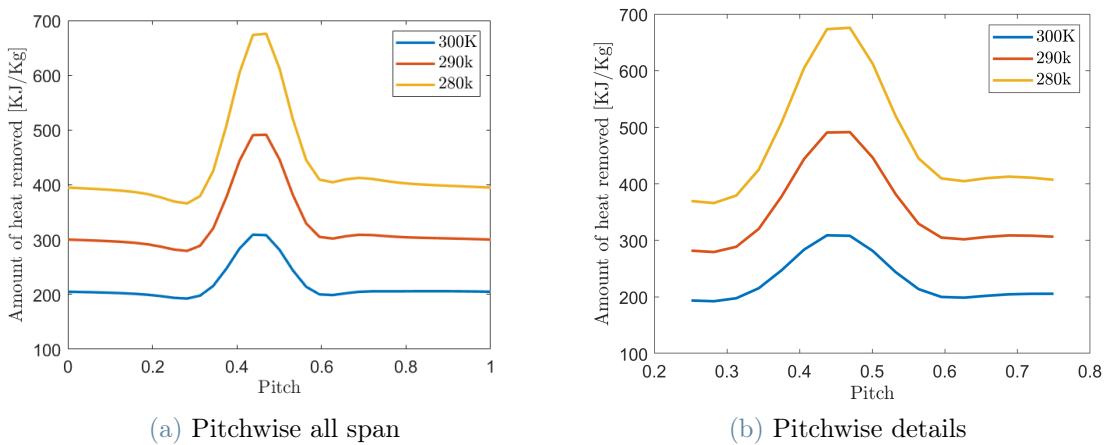 Amount of heat removed [KJ/Kg]
700
600
500
400
300
200
100
0
0.2
0.4
0.6
0.8
1
Pitch
300K
290k
280k
(a) Pitchwise all span
Amount of heat removed [KJ/Kg]
700
600
500
400
300
200
100
0.2
0.3
0.4
0.5
0.6
0.7
0.8
Pitch
300K
290k
280k
(b) Pitchwise details